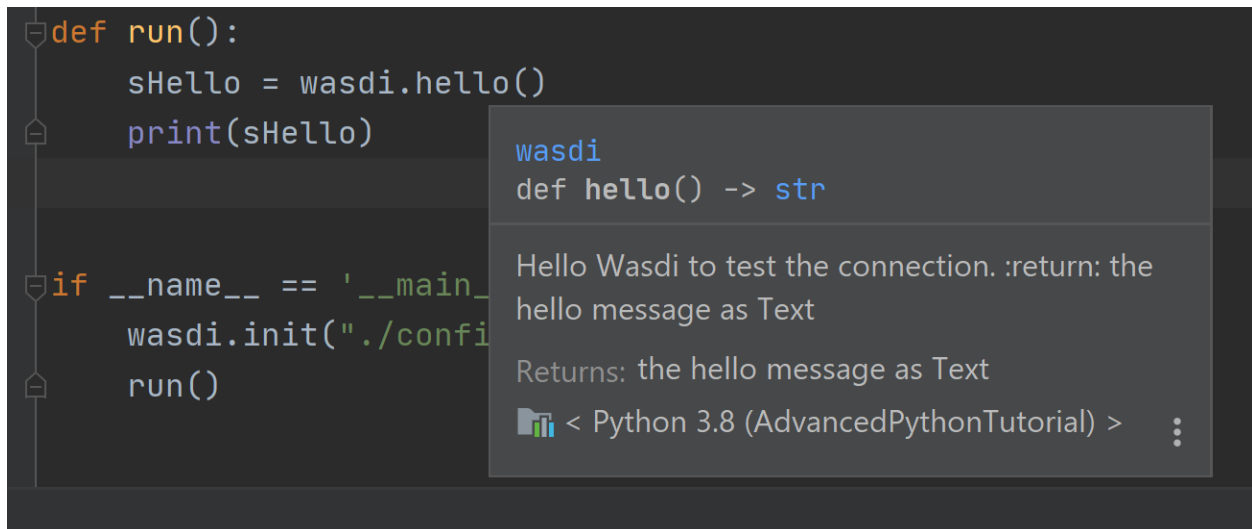 def run():
    sHello = wasdi.hello()
    print(sHello)
if __name__ == '__main_
    wasdi.init("./confi
    run()
wasdi
def hello() -> str
Hello Wasdi to test the connection. :return: the
hello message as Text
Returns: the hello message as Text
< Python 3.8 (AdvancedPythonTutorial) >